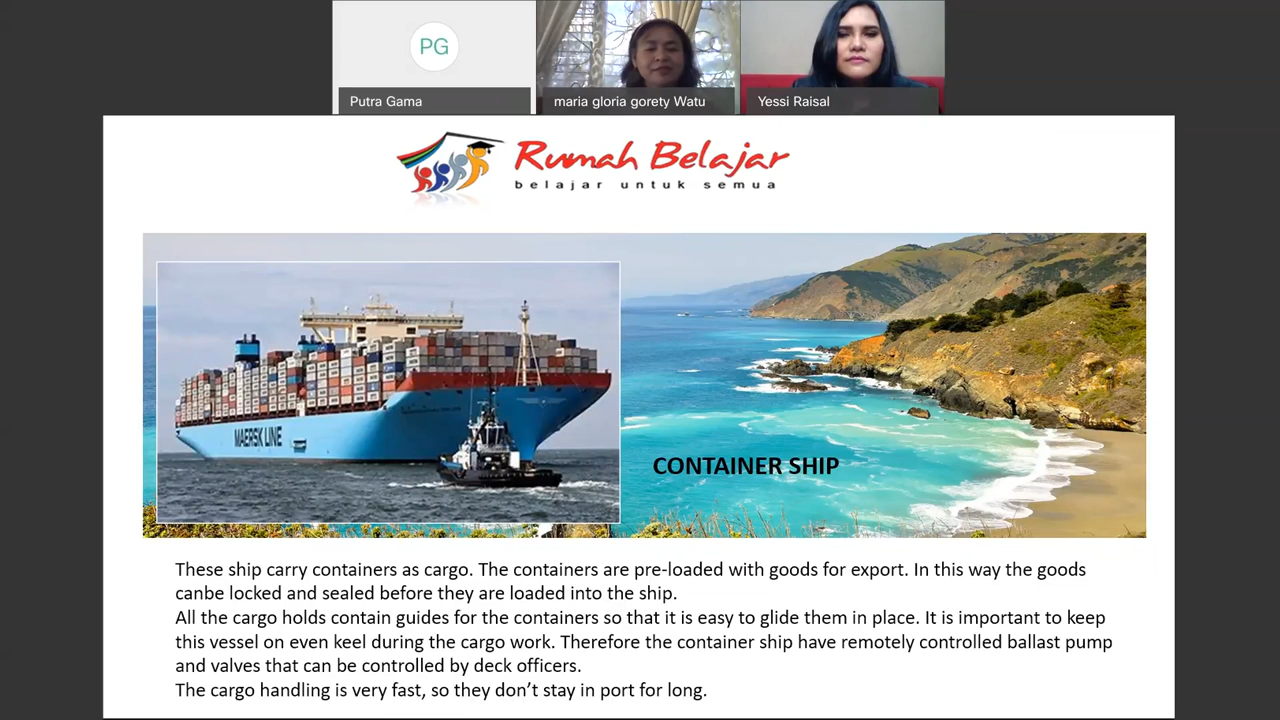 PG
Putra Gama
maria gloria gorety Watu
Yessi Raisal
Rumah Belajar
belajar untuk semua
MAERSK LINE
CONTAINER SHIP
These ship carry containers as cargo. The containers are pre-loaded with goods for export. In this way the goods
canbe locked and sealed before they are loaded into the ship.
All the cargo holds contain guides for the containers so that it is easy to glide them in place. It is important to keep
this vessel on even keel during the cargo work. Therefore the container ship have remotely controlled ballast pump
and valves that can be controlled by deck officers.
The cargo handling is very fast, so they don’t stay in port for long.